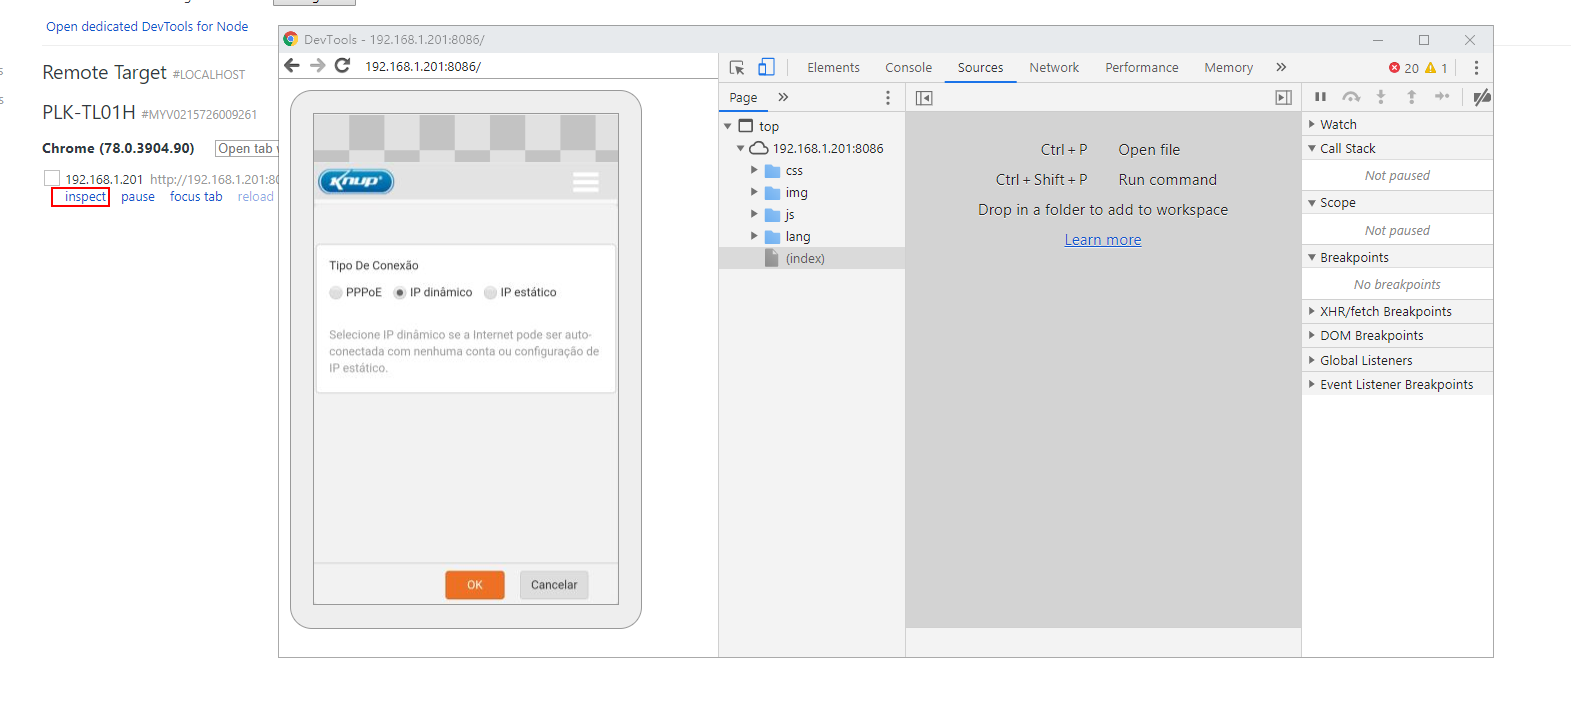 Open dedicated DevTools for Node
Remote Target #LOCALHOST
PLK-TL01H #MYV0215726009261
Chrome (78.0.3904.90) Open tab
192.168.1.201 http://192.168.1.201:80
inspect pause focus tab reload
DevTools - 192.168.1.201:8086/
192.168.1.201:8086/
Knup
Tipo De Conexão
PPPoE IP dinâmico IP estático
Selecione IP dinâmico se a Internet pode ser auto-
conectada com nenhuma conta ou configuração de
IP estático.
OK Cancelar
Elements Console Sources Network Performance Memory » 20 1
Page »
top
192.168.1.201:8086
css
img
js
lang
(index)
Ctrl + P Open file
Ctrl + Shift + P Run command
Drop in a folder to add to workspace
Learn more
Watch
Call Stack
Not paused
Scope
Not paused
Breakpoints
No breakpoints
XHR/fetch Breakpoints
DOM Breakpoints
Global Listeners
Event Listener Breakpoints